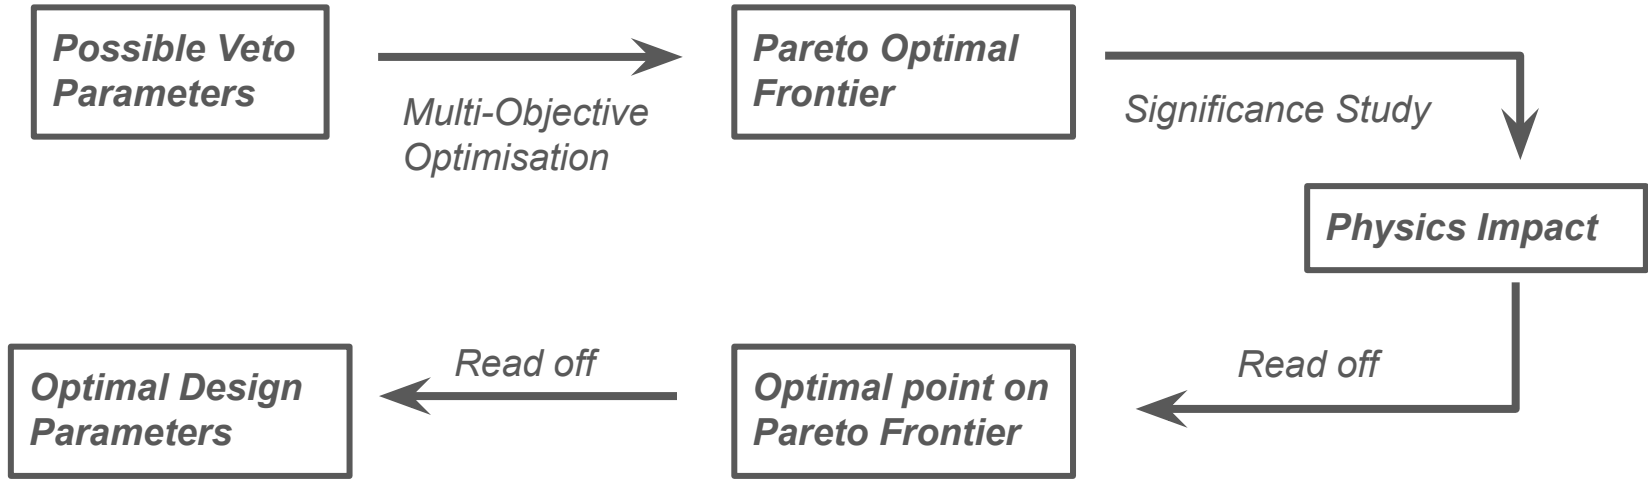 Possible Veto
Parameters
Multi-Objective
Optimisation
Pareto Optimal
Frontier
Significance Study
Physics Impact
Read off
Optimal point on
Pareto Frontier
Read off
Optimal Design
Parameters